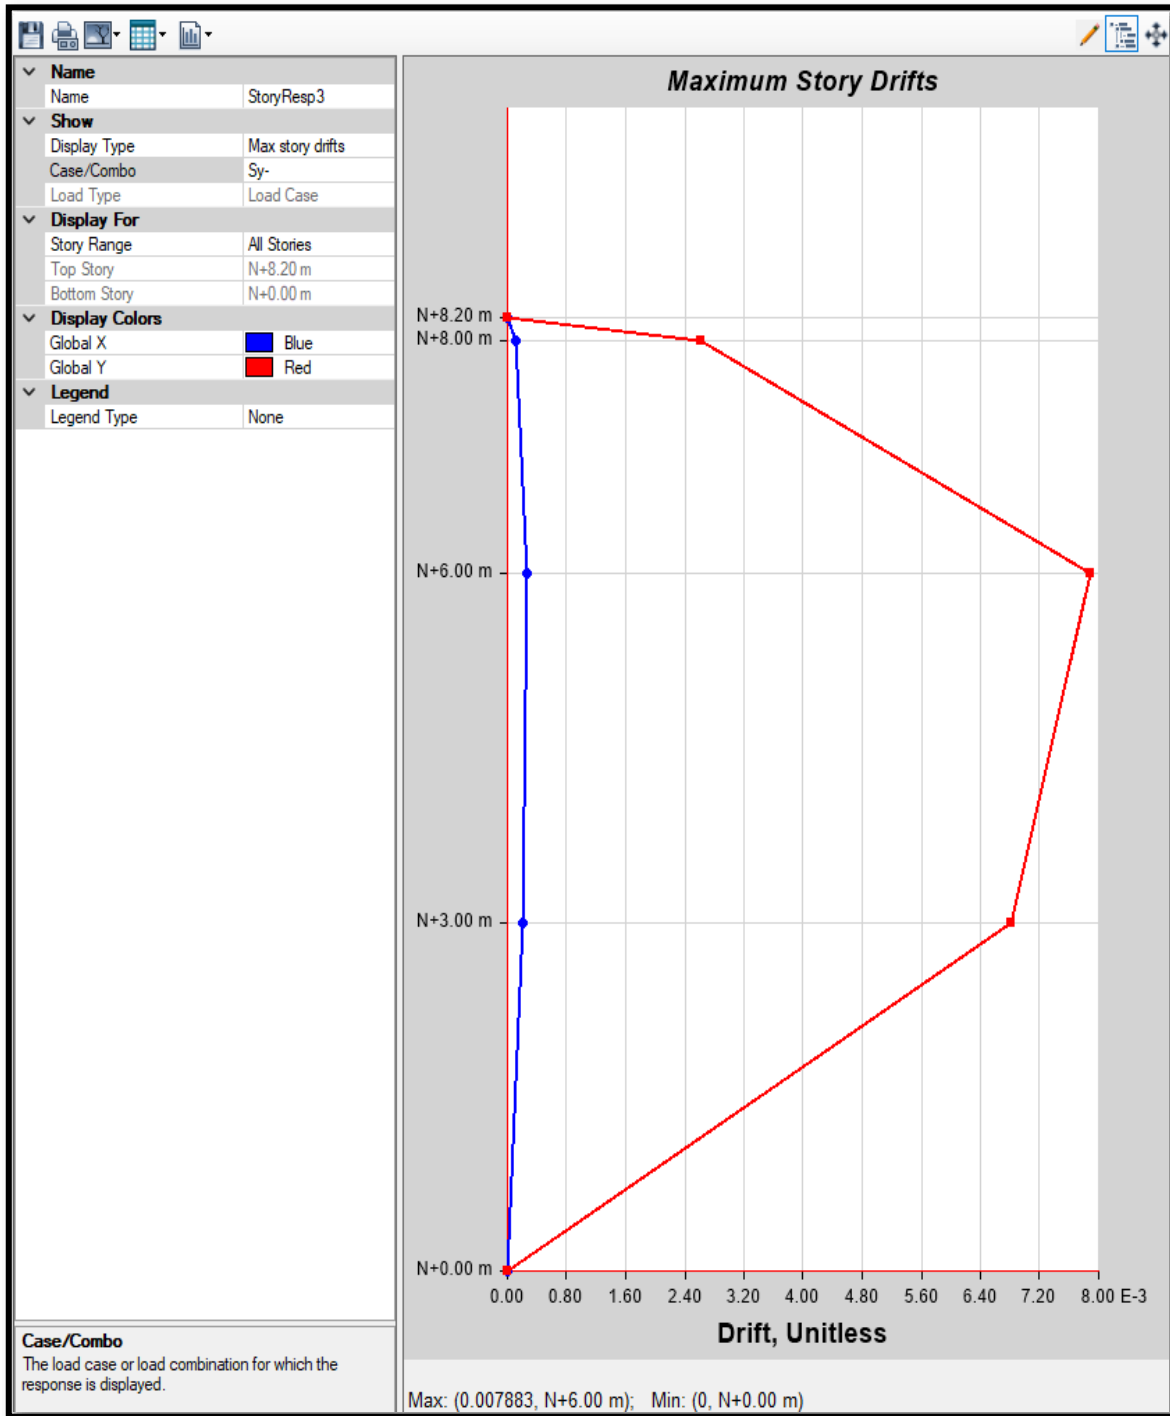 Name
Name StoryResp3
Show
Display Type Max story drifts
Case/Combo Sy-
Load Type Load Case
Display For
Story Range All Stories
Top Story N+8.20 m
Bottom Story N+0.00 m
Display Colors
Global X Blue
Global Y Red
Legend
Legend Type None
Case/Combo
The load case or load combination for which the
response is displayed.
Maximum Story Drifts
N+8.20 m
N+8.00 m
N+6.00 m
N+3.00 m
N+0.00 m
0.00 0.80 1.60 2.40 3.20 4.00 4.80 5.60 6.40 7.20 8.00 E-3
Drift, Unitless
Max: (0.007883, N+6.00 m); Min: (0, N+0.00 m)